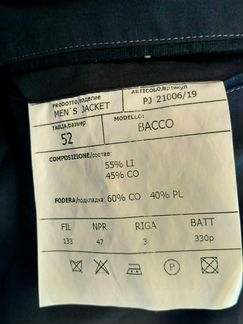 PRODOTTO/изделие
MEN'S JACKET
ARTICOLO/артикул
PJ 21006/19
TAGLIA/размер
52
MODELLO:
BACCO
COMPOSIZIONE/состав:
55% LI
45% CO
FODERA/подкладка: 60% CO 40% PL
FIL NPR RIGA BATT
133 47 3 330p
P